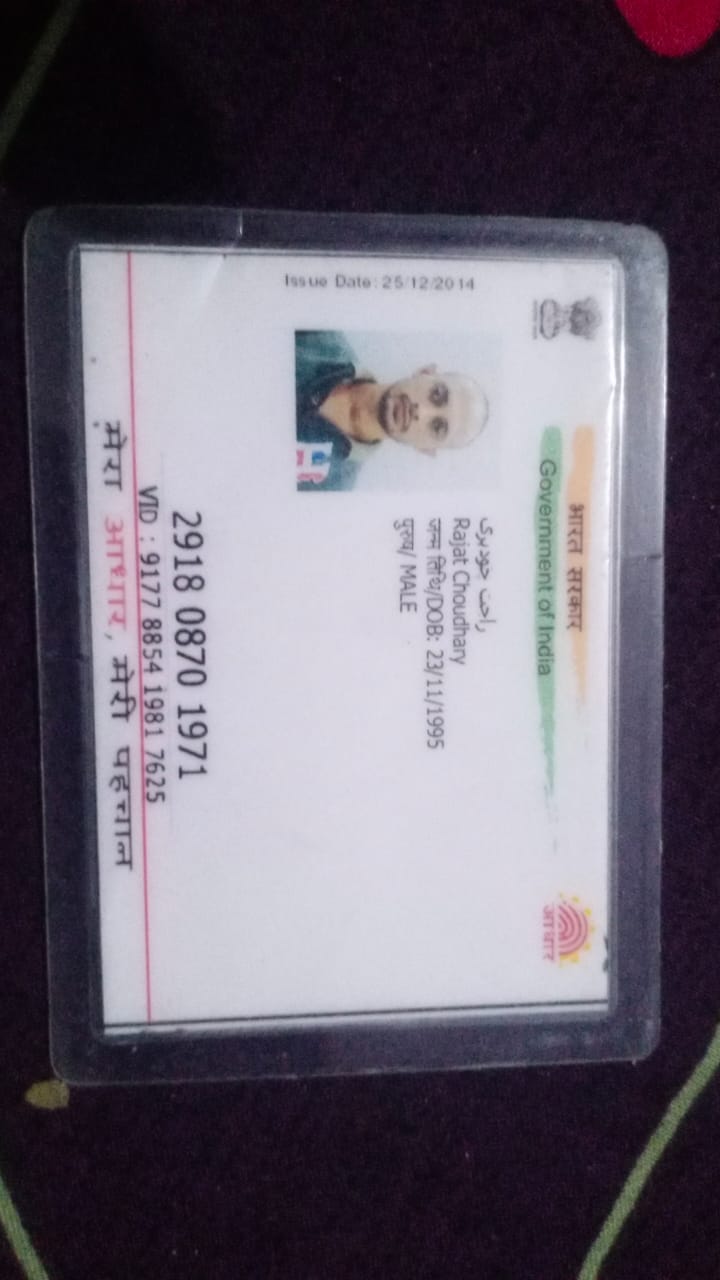 भारत सरकार
Government of India
Issue Date: 25/12/2014
Rajat Choudhary
जन्म तिथि/DOB: 23/11/1995
पुरुष/ MALE
आधार
2918 0870 1971
VID : 9177 8854 1981 7625
मेरा आधार, मेरी पहचान